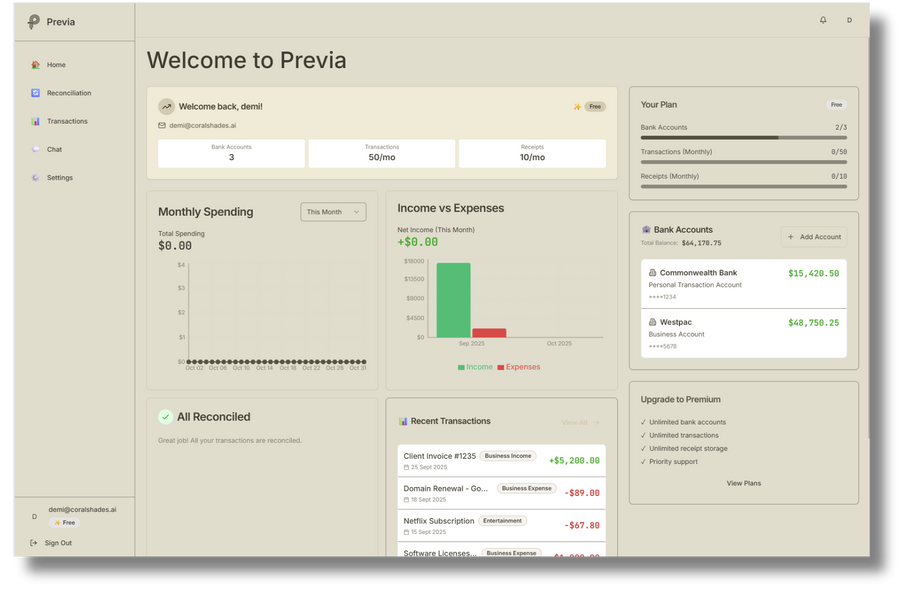 Previa
D
Home
Reconciliation
Transactions
Chat
Settings
D
demi@coralshades.ai
Free
Sign Out
Welcome to Previa
Welcome back, demi!
Free
demi@coralshades.ai
Bank Accounts
3
Transactions
50/mo
Receipts
10/mo
Monthly Spending
This Month
Total Spending
$0.00
$4
$3
$2
$1
$0
Oct 02 Oct 06 Oct 10 Oct 14 Oct 18 Oct 22 Oct 26 Oct 31
Income vs Expenses
Net Income (This Month)
+$0.00
$18000
$13500
$9000
$4500
$0
Sep 2025 Oct 2025
Income Expenses
All Reconciled
Great job! All your transactions are reconciled.
Recent Transactions
View All
Client Invoice #1235 Business Income +$5,200.00
25 Sept 2025
Domain Renewal - Go... Business Expense -$89.00
18 Sept 2025
Netflix Subscription Entertainment -$67.80
15 Sept 2025
Software Licenses... Business Expense
Your Plan Free
Bank Accounts 2/3
Transactions (Monthly) 0/50
Receipts (Monthly) 0/10
Bank Accounts
Total Balance: $64,170.75
+ Add Account
Commonwealth Bank $15,420.50
Personal Transaction Account
••••1234
Westpac $48,750.25
Business Account
••••5678
Upgrade to Premium
✓ Unlimited bank accounts
✓ Unlimited transactions
✓ Unlimited receipt storage
✓ Priority support
View Plans